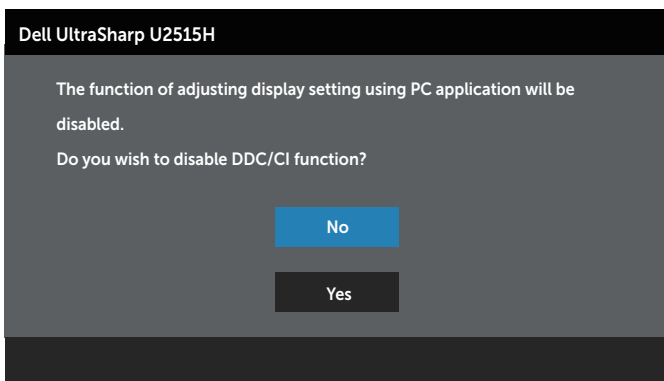 Dell UltraSharp U2515H
The function of adjusting display setting using PC application will be
disabled.
Do you wish to disable DDC/CI function?
No
Yes